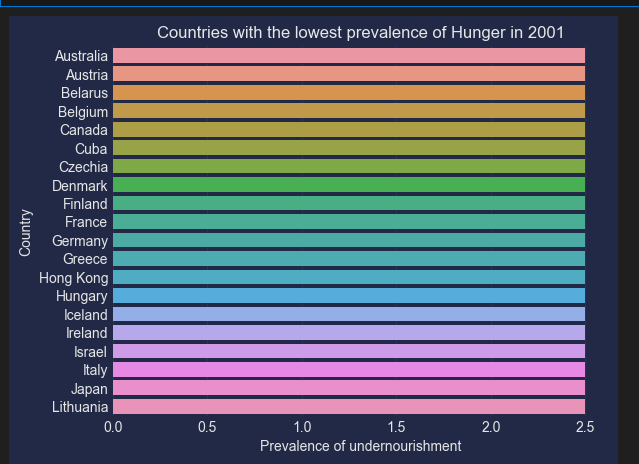 Countries with the lowest prevalence of Hunger in 2001
Australia
Austria
Belarus
Belgium
Canada
Cuba
Czechia
Denmark
Finland
France
Germany
Greece
Hong Kong
Hungary
Iceland
Ireland
Israel
Italy
Japan
Lithuania
Country
0.0 0.5 1.0 1.5 2.0 2.5
Prevalence of undernourishment